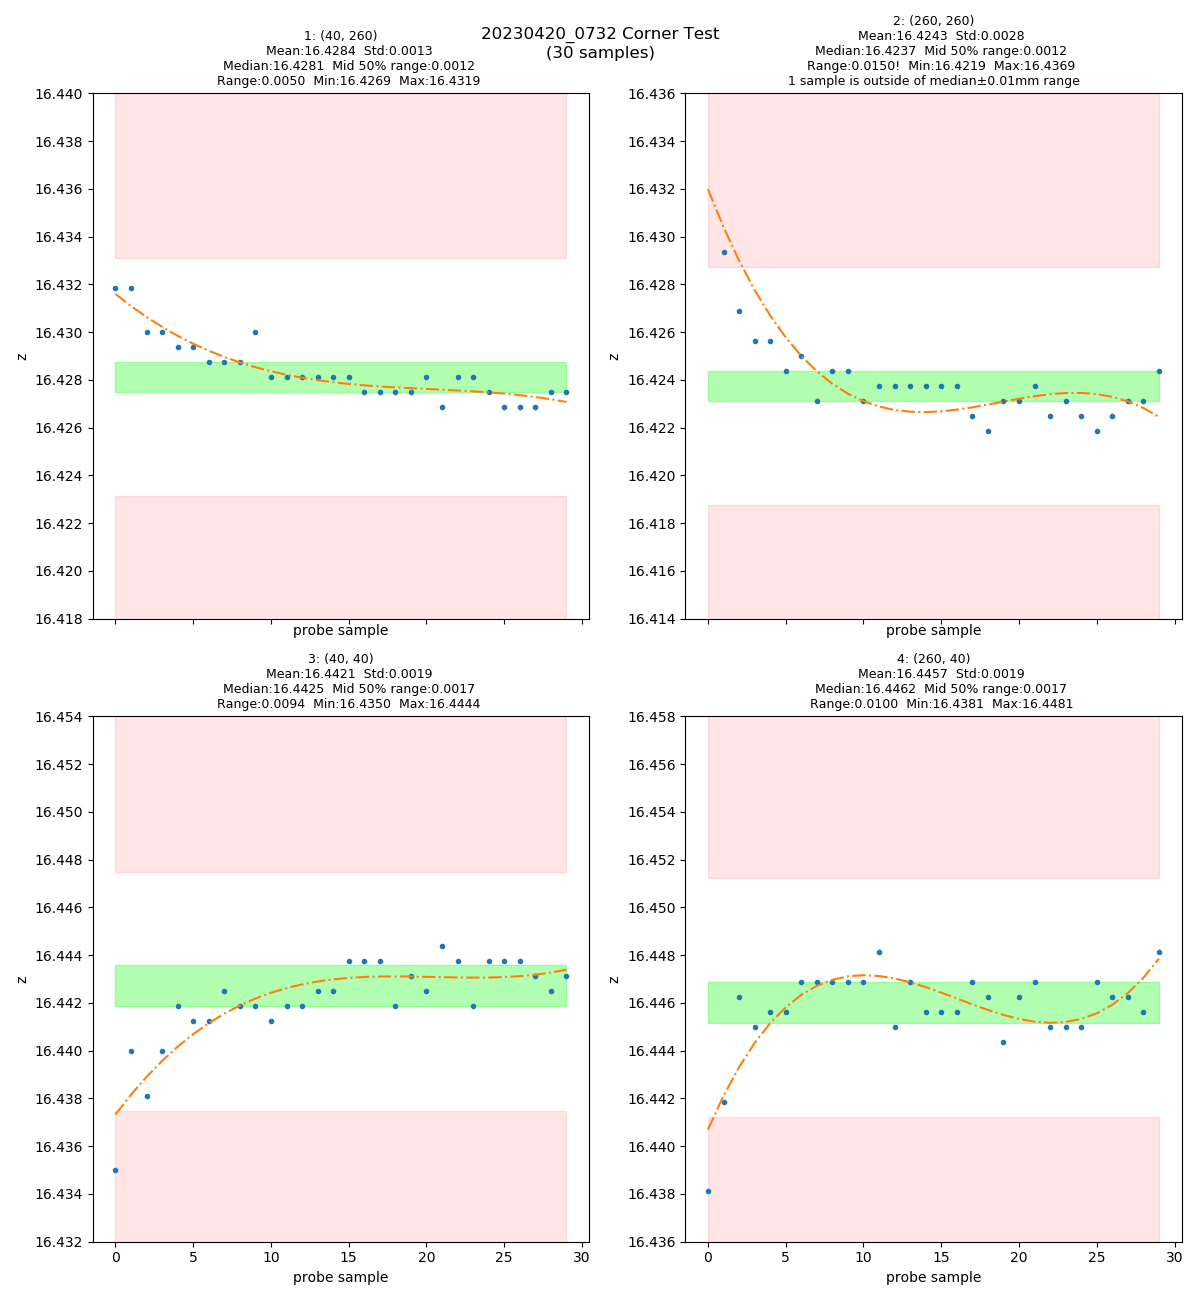 20230420_0732 Corner Test
(30 samples)
1: (40, 260)
Mean:16.4284 Std:0.0013
Median:16.4281 Mid 50% range:0.0012
Range:0.0050 Min:16.4269 Max:16.4319
16.440
16.438
16.436
16.434
16.432
16.430
16.428
16.426
16.424
16.422
16.420
16.418
z
probe sample
2: (260, 260)
Mean:16.4243 Std:0.0028
Median:16.4237 Mid 50% range:0.0012
Range:0.0150! Min:16.4219 Max:16.4369
1 sample is outside of median±0.01mm range
16.436
16.434
16.432
16.430
16.428
16.426
16.424
16.422
16.420
16.418
16.416
16.414
z
probe sample
3: (40, 40)
Mean:16.4421 Std:0.0019
Median:16.4425 Mid 50% range:0.0017
Range:0.0094 Min:16.4350 Max:16.4444
16.454
16.452
16.450
16.448
16.446
16.444
16.442
16.440
16.438
16.436
16.434
16.432
z
0 5 10 15 20 25 30
probe sample
4: (260, 40)
Mean:16.4457 Std:0.0019
Median:16.4462 Mid 50% range:0.0017
Range:0.0100 Min:16.4381 Max:16.4481
16.458
16.456
16.454
16.452
16.450
16.448
16.446
16.444
16.442
16.440
16.438
16.436
z
0 5 10 15 20 25 30
probe sample